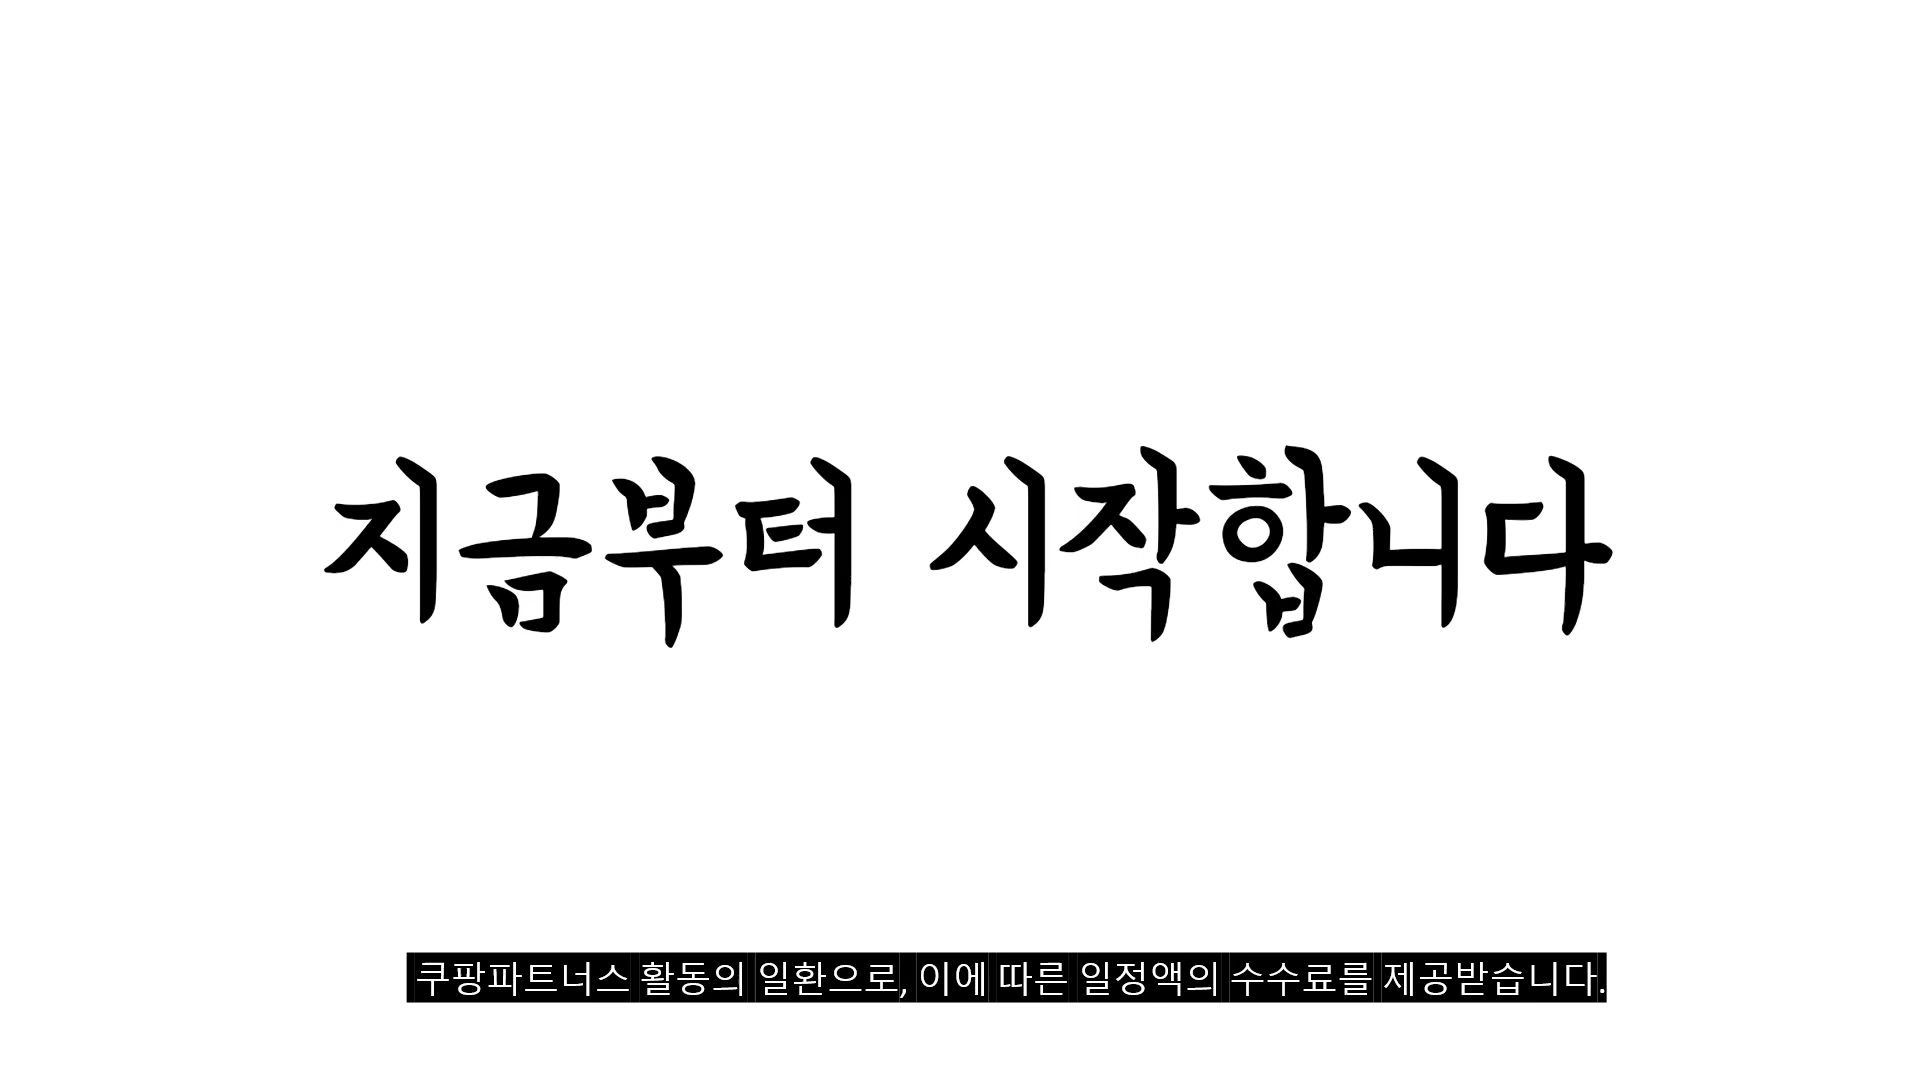 지금부터 시작합니다
쿠팡파트너스 활동의 일환으로, 이에 따른 일정액의 수수료를 제공받습니다.